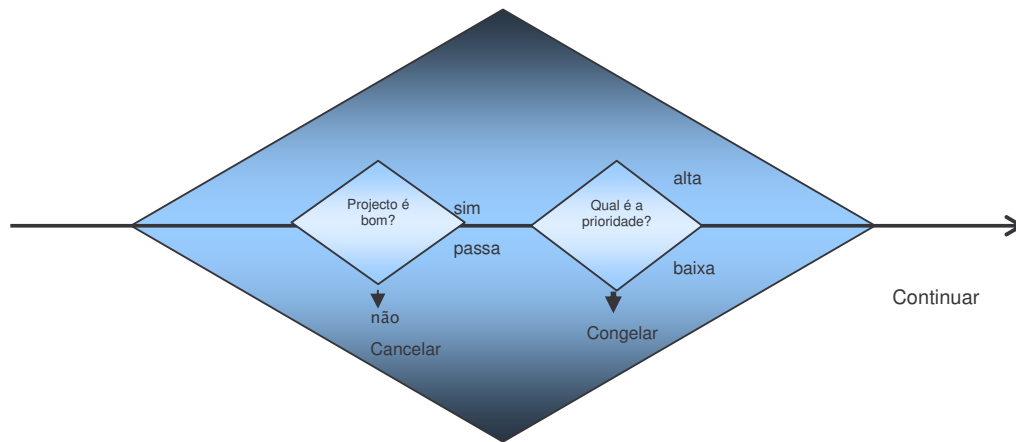 Projecto é
bom?
sim
passa
não
Cancelar
Qual é a
prioridade?
alta
baixa
Congelar
Continuar